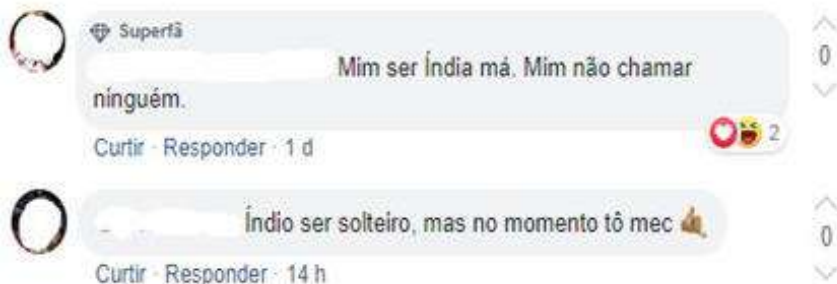 Superfã
0
Mim ser Índia má. Mim não chamar
ninguém.
2
Curtir · Responder · 1 d
Índio ser solteiro, mas no momento tô mec 🤙🏽
0
Curtir · Responder · 14 h